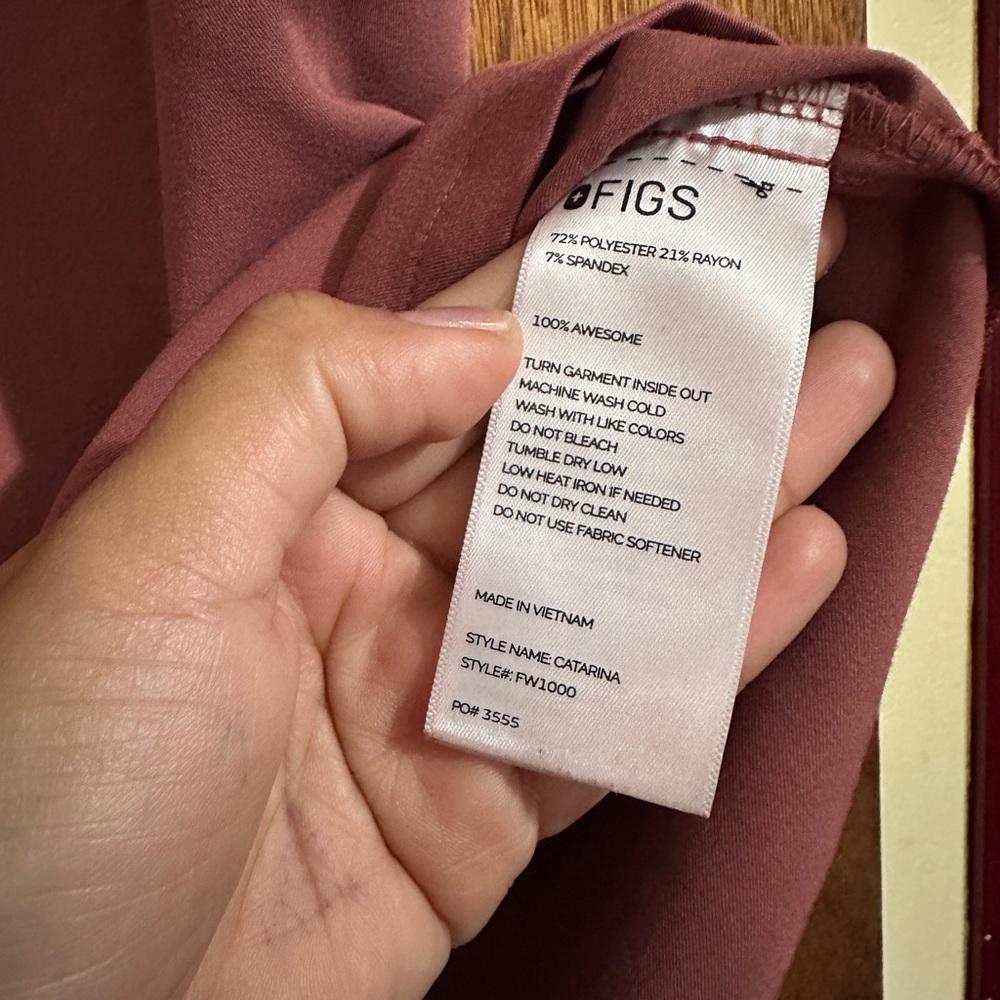 FIGS
72% POLYESTER 21% RAYON
7% SPANDEX
100% AWESOME
TURN GARMENT INSIDE OUT
MACHINE WASH COLD
WASH WITH LIKE COLORS
DO NOT BLEACH
TUMBLE DRY LOW
LOW HEAT IRON IF NEEDED
DO NOT DRY CLEAN
DO NOT USE FABRIC SOFTENER
MADE IN VIETNAM
STYLE NAME: CATARINA
STYLE#: FW1000
PO# 3555